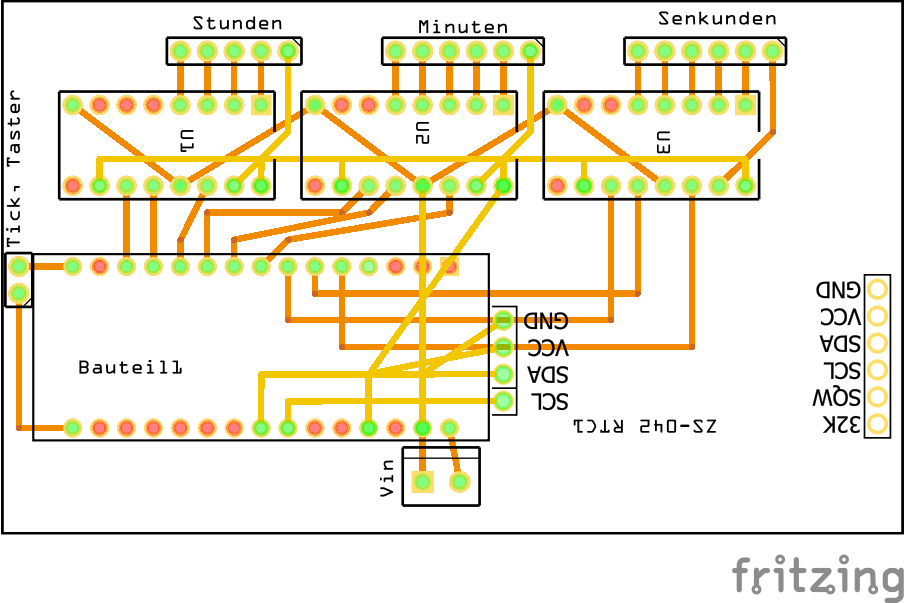 Stunden
Minuten
Senkunden
Tick, Taster
U1
U2
U3
GND
VCC
SDA
SCL
GND
VCC
SDA
SCL
SQW
32K
Bauteil1
ZS-042 RTC1
Vin
fritzing